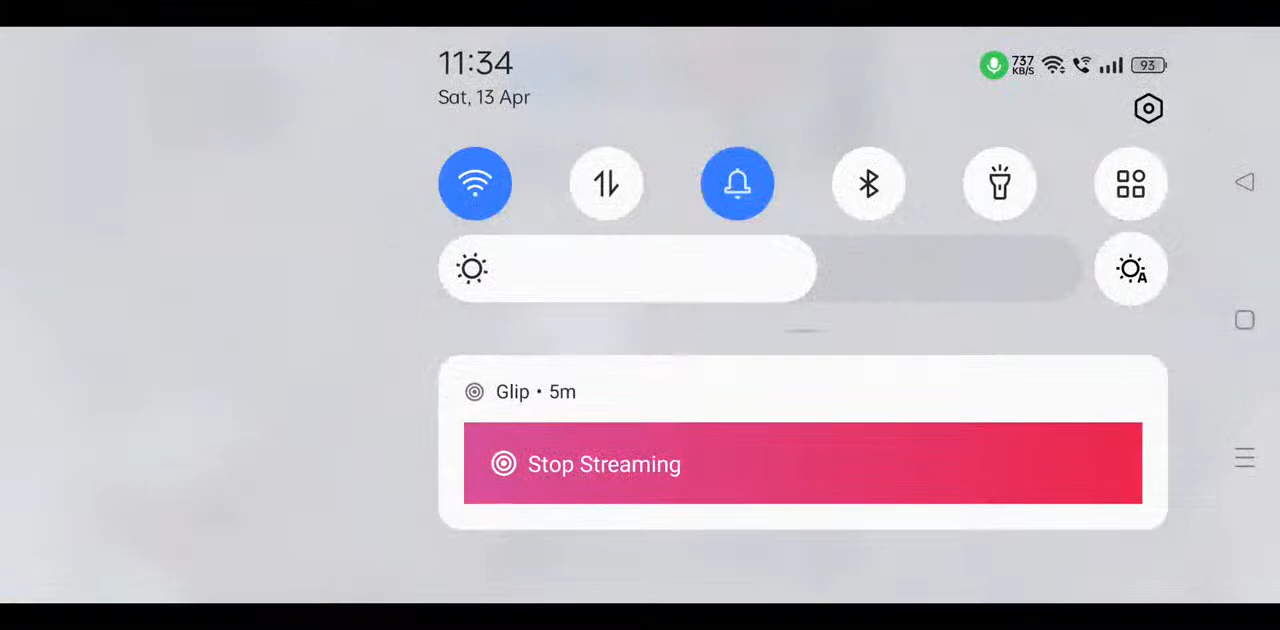 11:34
737
KB/S
93
Sat, 13 Apr
A
Glip • 5m
Stop Streaming